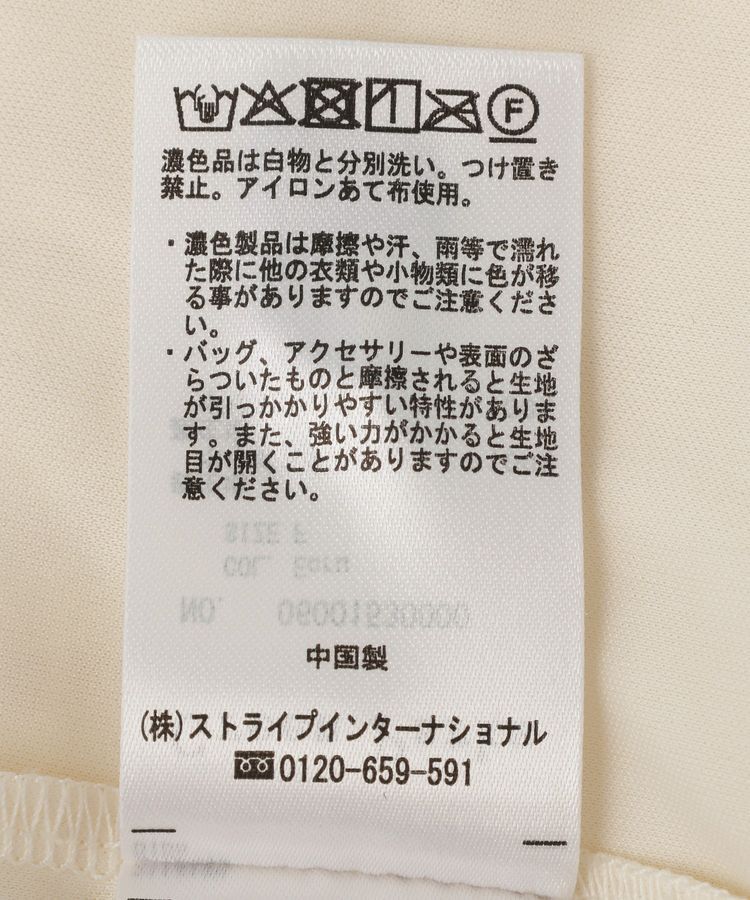 F
濃色品は白物と分別洗い。つけ置き
禁止。アイロンあて布使用。
・濃色製品は摩擦や汗、雨等で濡れ
た際に他の衣類や小物類に色が移
る事がありますのでご注意くださ
い。
・バッグ、アクセサリーや表面のざ
らついたものと摩擦されると生地
が引っかかりやすい特性がありま
す。また、強い力がかかると生地
目が開くことがありますのでご注
意ください。
SIZE F
COL. Ecru
NO.
中国製
(株)ストライプインターナショナル
0120-659-591